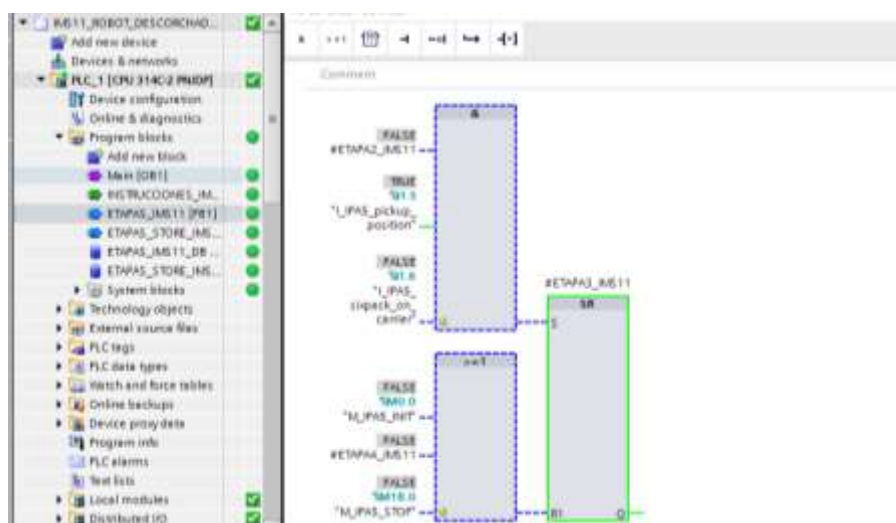 IMS11_ROBOT_DESCORCHAD...
Add new device
Devices & networks
PLC_1 [CPU 314C-2 PN/DP]
Device configuration
Online & diagnostics
Program blocks
Add new block
Main [OB1]
INSTRUCCIONES_IM...
ETAPAS_IMS11 [FB1]
ETAPAS_STORE_IMS...
ETAPAS_IMS11_DB ...
ETAPAS_STORE_IMS...
System blocks
Technology objects
External source files
PLC tags
PLC data types
Watch and force tables
Online backups
Device proxy data
Program info
PLC alarms
Text lists
Local modules
Distributed I/O
&
>=1
Comment
&
FALSE
#ETAPA2_IMS11
TRUE
%I1.5
"I_IPAS_pickup_
position"
FALSE
%I1.6
"I_IPAS_
sixpack_on_
carrier"
#ETAPA3_IMS11
SR
S
>=1
FALSE
%M0.0
"M_IPAS_INIT"
FALSE
#ETAPA4_IMS11
FALSE
"M_IPAS_STOP"
R1
Q